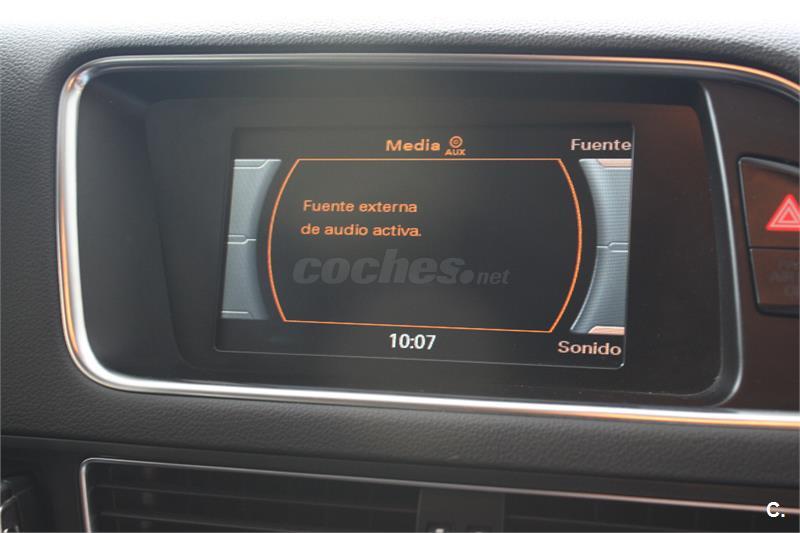 Media AUX
Fuente
Fuente externa
de audio activa.
coches.net
10:07
Sonido
C.